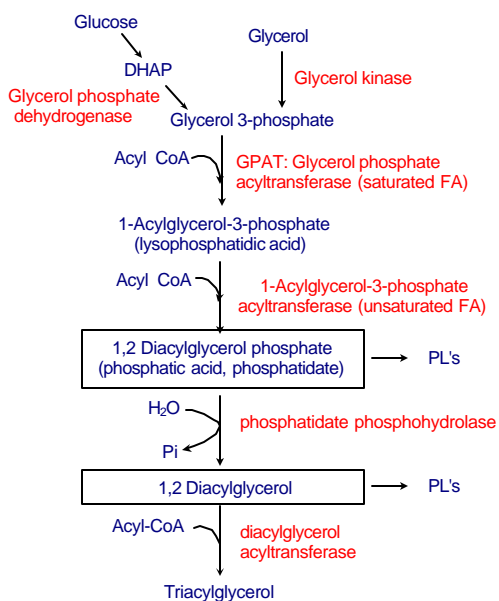 Glucose
Glycerol
DHAP
Glycerol kinase
Glycerol phosphate
dehydrogenase
Glycerol 3-phosphate
Acyl CoA
GPAT: Glycerol phosphate
acyltransferase (saturated FA)
1-Acylglycerol-3-phosphate
(lysophosphatidic acid)
Acyl CoA
1-Acylglycerol-3-phosphate
acyltransferase (unsaturated FA)
1,2 Diacylglycerol phosphate
(phosphatic acid, phosphatidate)
PL's
H₂O
phosphatidate phosphohydrolase
Pi
1,2 Diacylglycerol
PL's
Acyl-CoA
diacylglycerol
acyltransferase
Triacylglycerol